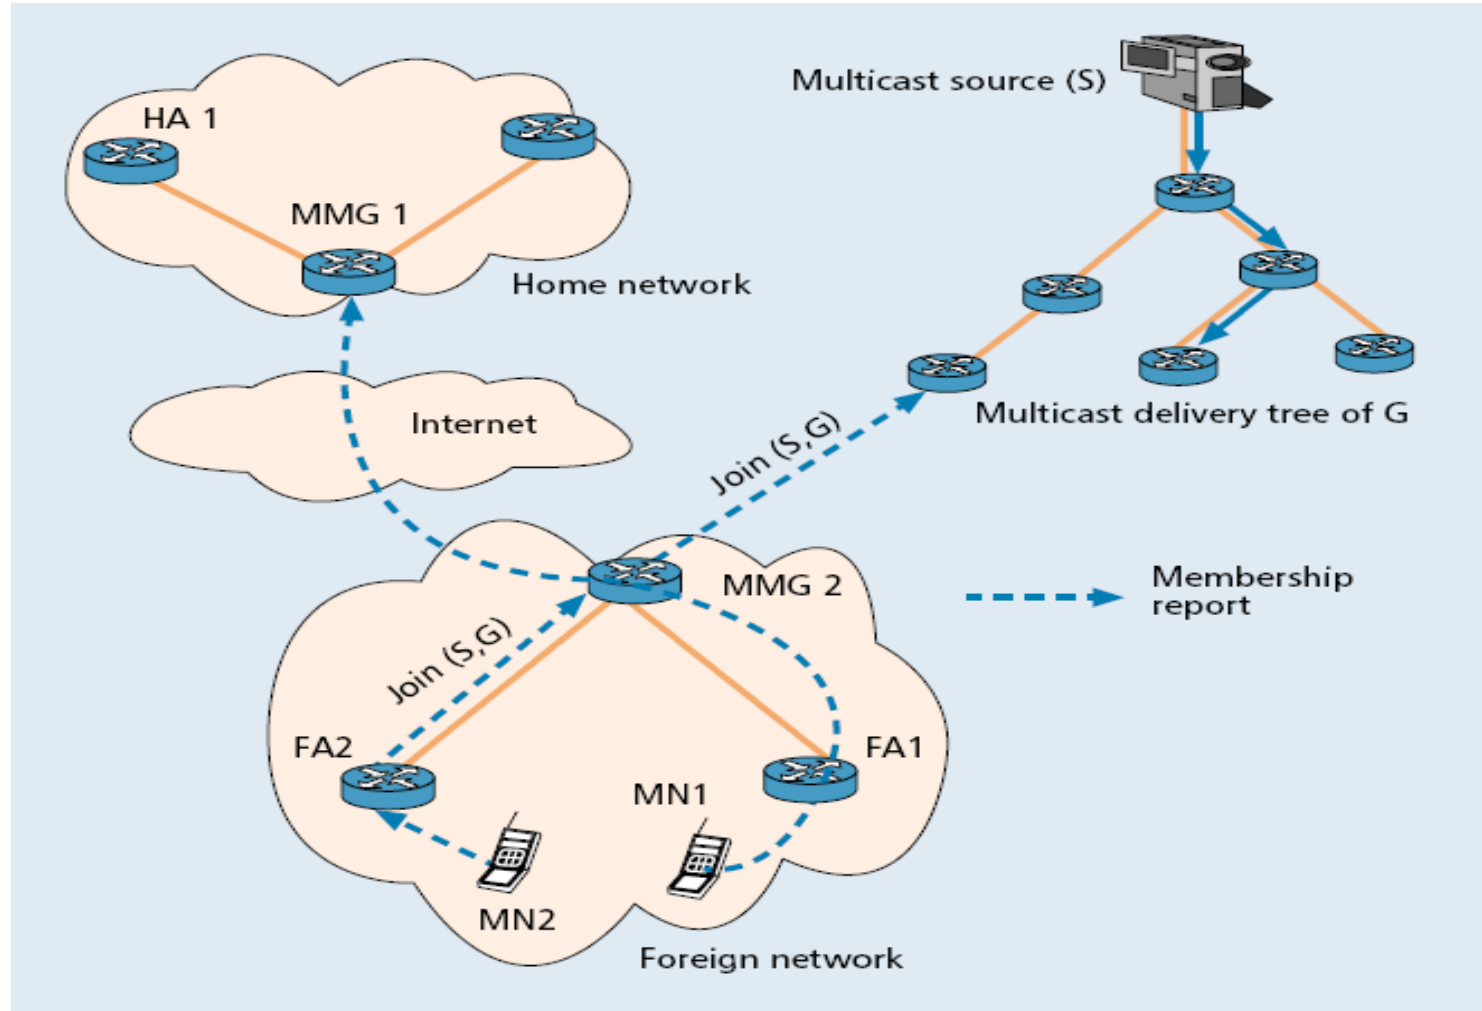 Multicast source (S)
HA 1
MMG 1
Home network
Internet
Multicast delivery tree of G
Join (S,G)
MMG 2
Membership
report
Join (S,G)
FA2
FA1
MN1
MN2
Foreign network